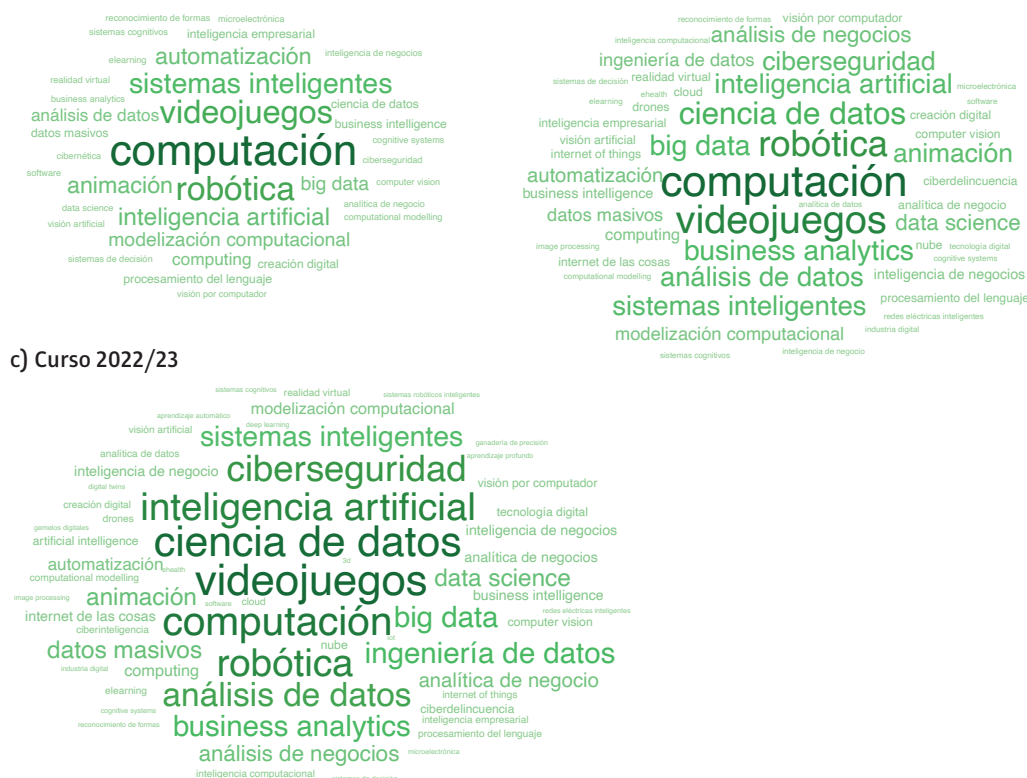 reconocimiento de formas microelectrónica
sistemas cognitivos inteligencia empresarial
elearning automatización inteligencia de negocios
realidad virtual sistemas inteligentes
business analytics
análisis de datos videojuegos ciencia de datos
datos masivos business intelligence
cognitive systems
cibernética computación ciberseguridad
software
animación robótica big data computer vision
data science analítica de negocio
visión artificial inteligencia artificial computational modelling
modelización computacional
sistemas de decisión computing creación digital
procesamiento del lenguaje
visión por computador
reconocimiento de formas visión por computador
inteligencia computacional análisis de negocios
ingeniería de datos ciberseguridad
sistemas de decisión realidad virtual inteligencia artificial microelectrónica
ehealth cloud
elearning drones ciencia de datos software
creación digital
inteligencia empresarial
visión artificial big data robótica computer vision
internet of things animación
automatización computación ciberdelincuencia
business intelligence
analítica de datos analítica de negocio
datos masivos videojuegos data science
computing
image processing business analytics nube tecnología digital
internet de las cosas cognitive systems
computational modelling análisis de datos inteligencia de negocios
sistemas inteligentes procesamiento del lenguaje
redes eléctricas inteligentes
modelización computacional industria digital
sistemas cognitivos inteligencia de negocio
c) Curso 2022/23
sistemas cognitivos realidad virtual sistemas robóticos inteligentes
aprendizaje automático modelización computacional
deep learning
visión artificial sistemas inteligentes ganadería de precisión
analítica de datos aprendizaje profundo
inteligencia de negocio ciberseguridad
digital twins visión por computador
creación digital inteligencia artificial tecnología digital
drones
gemelos digitales inteligencia de negocios
artificial intelligence ciencia de datos
automatización 3d analítica de negocios
ehealth
computational modelling videojuegos data science
image processing animación software cloud business intelligence
internet de las cosas computación big data redes eléctricas inteligentes
ciberinteligencia computer vision
datos masivos nube iot
industria digital computing robótica ingeniería de datos
elearning análisis de datos analítica de negocio
internet of things
cognitive systems ciberdelincuencia
reconocimiento de formas business analytics inteligencia empresarial
procesamiento del lenguaje
análisis de negocios microelectrónica
inteligencia computacional sistemas de decisión